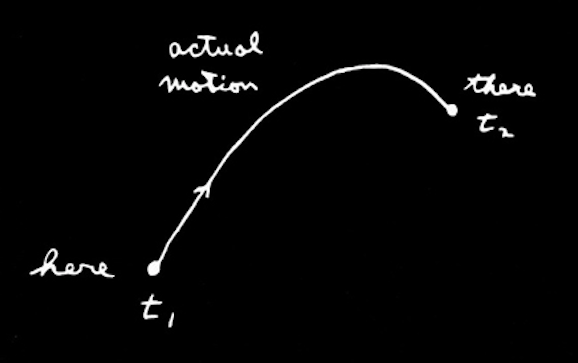 actual
motion
there
t₂
here
t₁